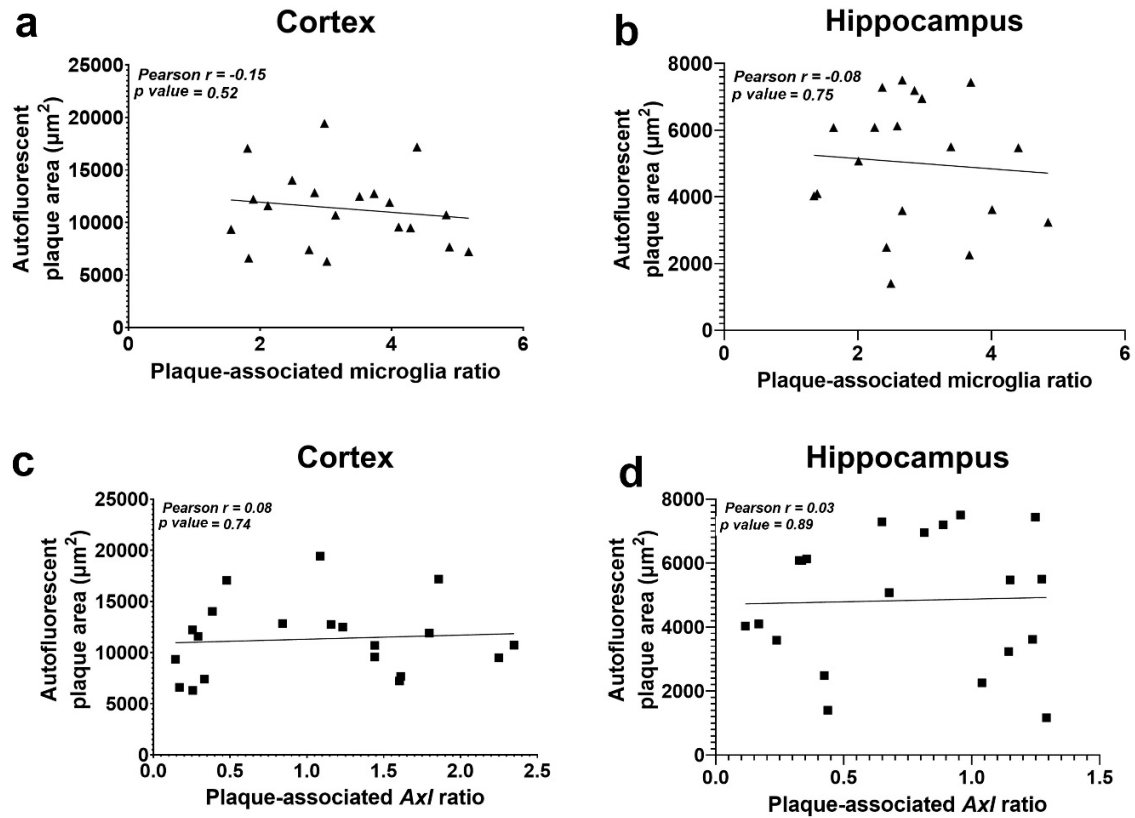 a
Cortex
Pearson r = -0.15
p value = 0.52
Autofluorescent
plaque area (µm²)
25000
20000
15000
10000
5000
0
0 2 4 6
Plaque-associated microglia ratio
b
Hippocampus
Pearson r = -0.08
p value = 0.75
Autofluorescent
plaque area (µm²)
8000
6000
4000
2000
0
0 2 4 6
Plaque-associated microglia ratio
c
Cortex
Pearson r = 0.08
p value = 0.74
Autofluorescent
plaque area (µm²)
25000
20000
15000
10000
5000
0
0.0 0.5 1.0 1.5 2.0 2.5
Plaque-associated Axl ratio
d
Hippocampus
Pearson r = 0.03
p value = 0.89
Autofluorescent
plaque area (µm²)
8000
6000
4000
2000
0
0.0 0.5 1.0 1.5
Plaque-associated Axl ratio